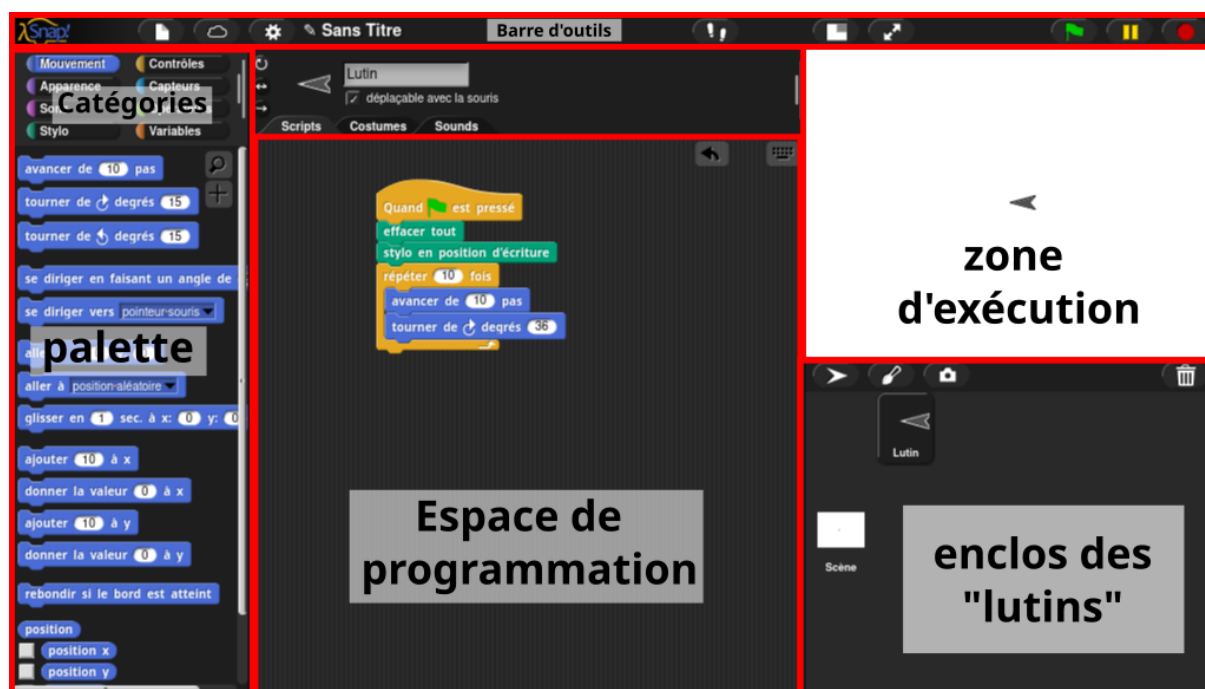 Snap!
Sans Titre
Barre d'outils
Mouvement
Contrôles
Apparence
Capteurs
Catégories
Stylo
Variables
Lutin
déplaçable avec la souris
Scripts
Costumes
Sounds
avancer de 10 pas
tourner de degrés 15
tourner de degrés 15
se diriger en faisant un angle de
se diriger vers pointeur-souris
palette
aller à position-aléatoire
glisser en 1 sec. à x: 0 y: 0
ajouter 10 à x
donner la valeur 0 à x
ajouter 10 à y
donner la valeur 0 à y
rebondir si le bord est atteint
position
position x
position y
Quand est pressé
effacer tout
stylo en position d'écriture
répéter 10 fois
avancer de 10 pas
tourner de degrés 36
Espace de
programmation
zone
d'exécution
Lutin
Scène
enclos des
"lutins"